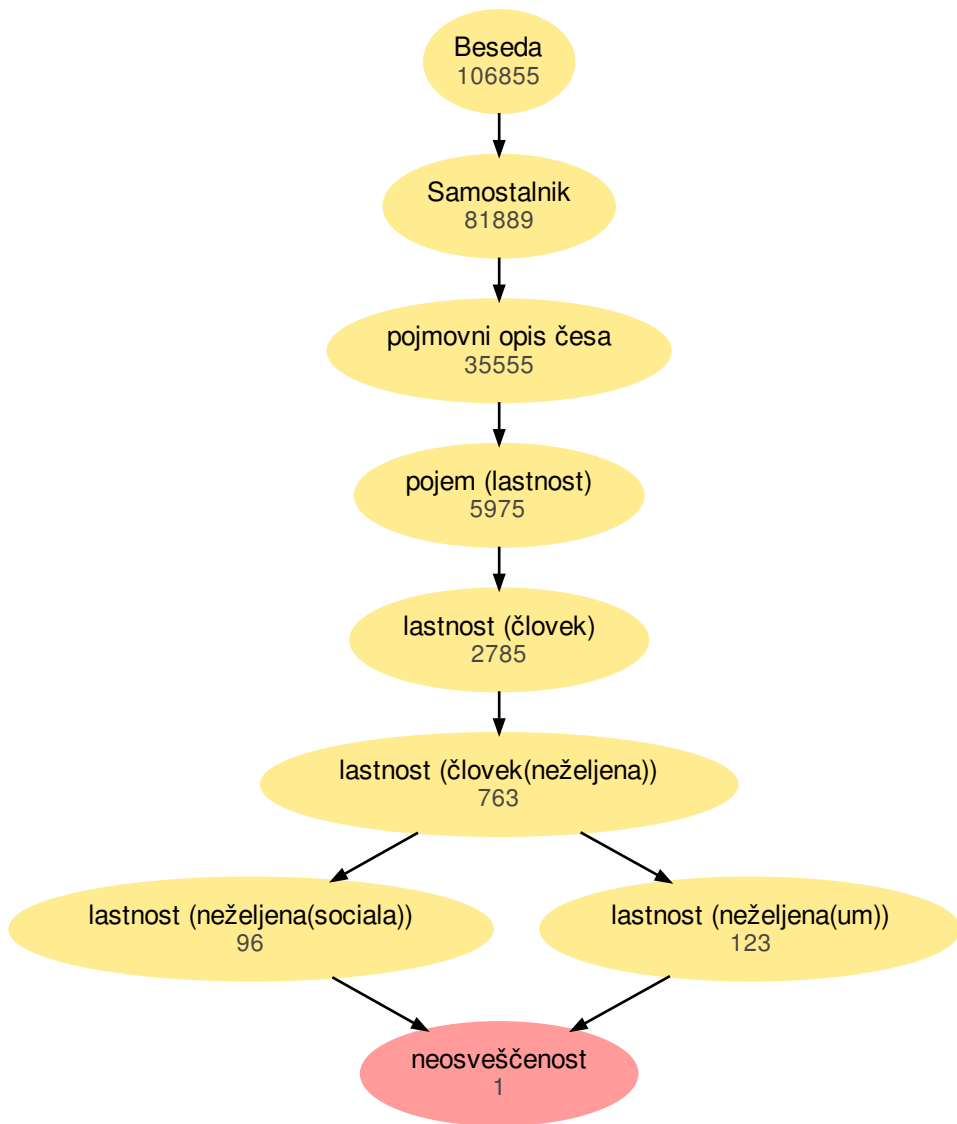 Beseda
106855
Samostalnik
81889
pojmovni opis česa
35555
pojem (lastnost)
5975
lastnost (človek)
2785
lastnost (človek(neželjena))
763
lastnost (neželjena(sociala))
96
lastnost (neželjena(um))
123
neosveščenost
1